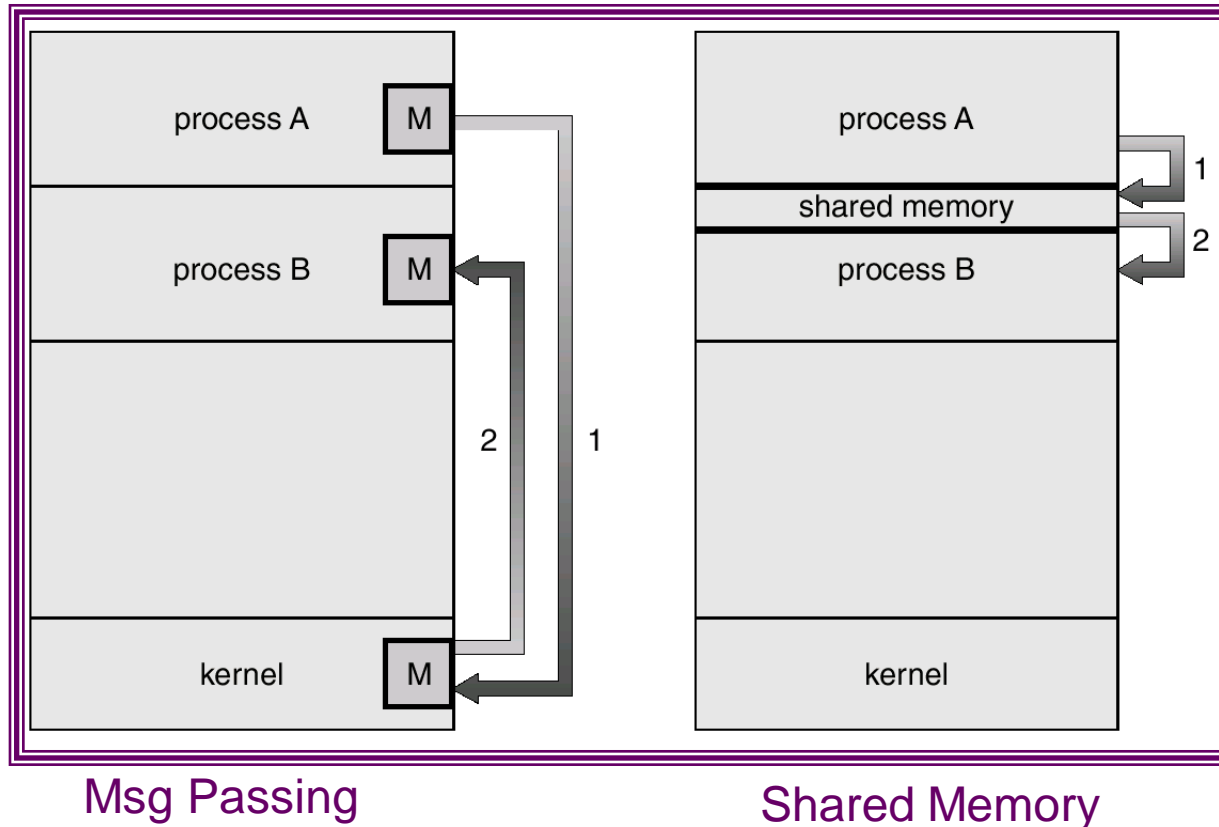 process A
M
process B
M
2
1
kernel
M
Msg Passing
process A
1
shared memory
2
process B
kernel
Shared Memory